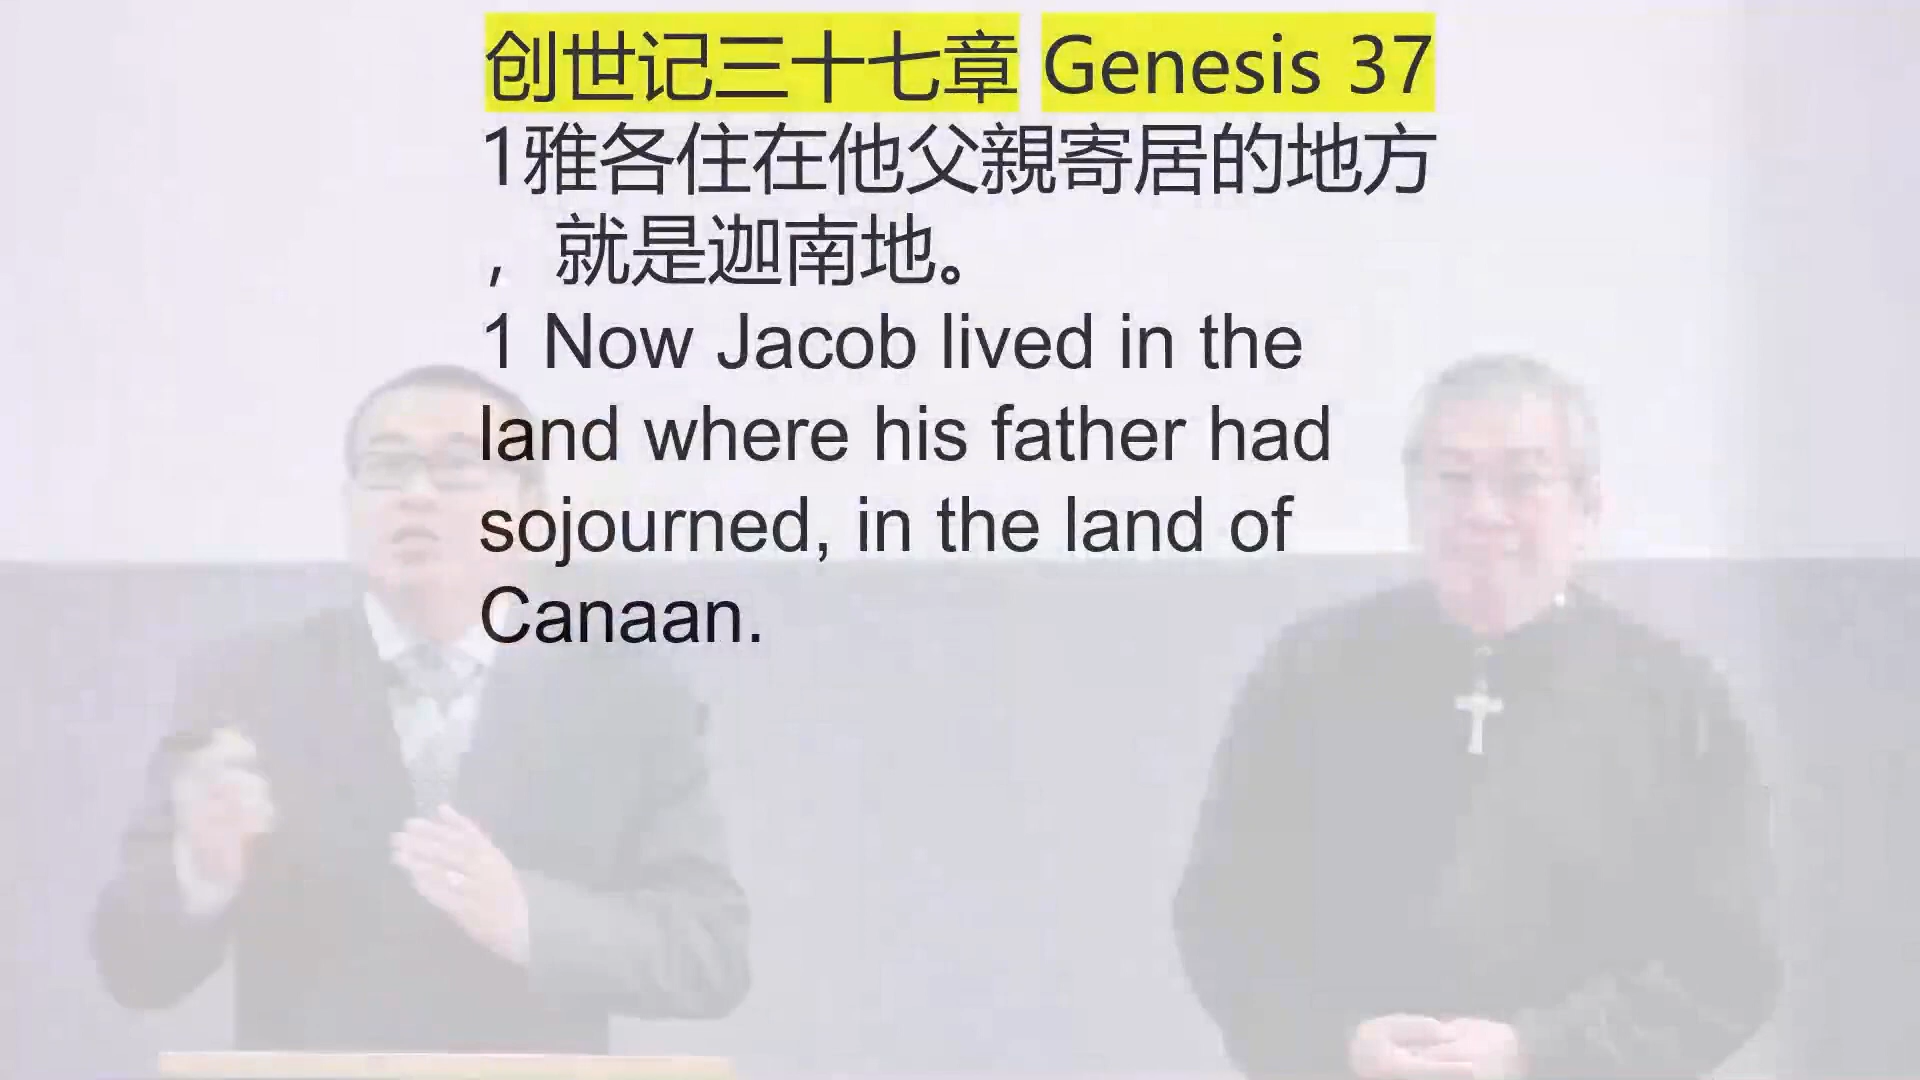 创世记三十七章 Genesis 37
1雅各住在他父親寄居的地方
，就是迦南地。
1 Now Jacob lived in the
land where his father had
sojourned, in the land of
Canaan.